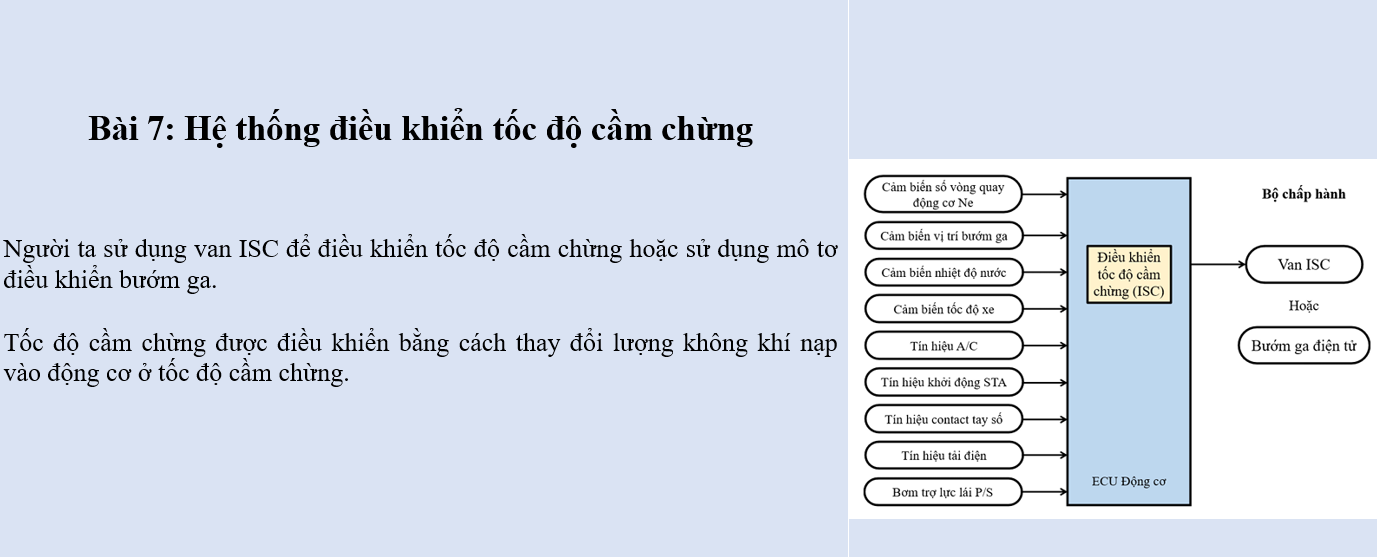 Bài 7: Hệ thống điều khiển tốc độ cầm chừng
Người ta sử dụng van ISC để điều khiển tốc độ cầm chừng hoặc sử dụng mô tơ
điều khiển bướm ga.
Tốc độ cầm chừng được điều khiển bằng cách thay đổi lượng không khí nạp
vào động cơ ở tốc độ cầm chừng.
Cảm biến số vòng quay
động cơ Ne
Cảm biến vị trí bướm ga
Cảm biến nhiệt độ nước
Cảm biến tốc độ xe
Tín hiệu A/C
Tín hiệu khởi động STA
Tín hiệu contact tay số
Tín hiệu tải điện
Bơm trợ lực lái P/S
Điều khiển
tốc độ cầm
chừng (ISC)
ECU Động cơ
Bộ chấp hành
Van ISC
Hoặc
Bướm ga điện tử